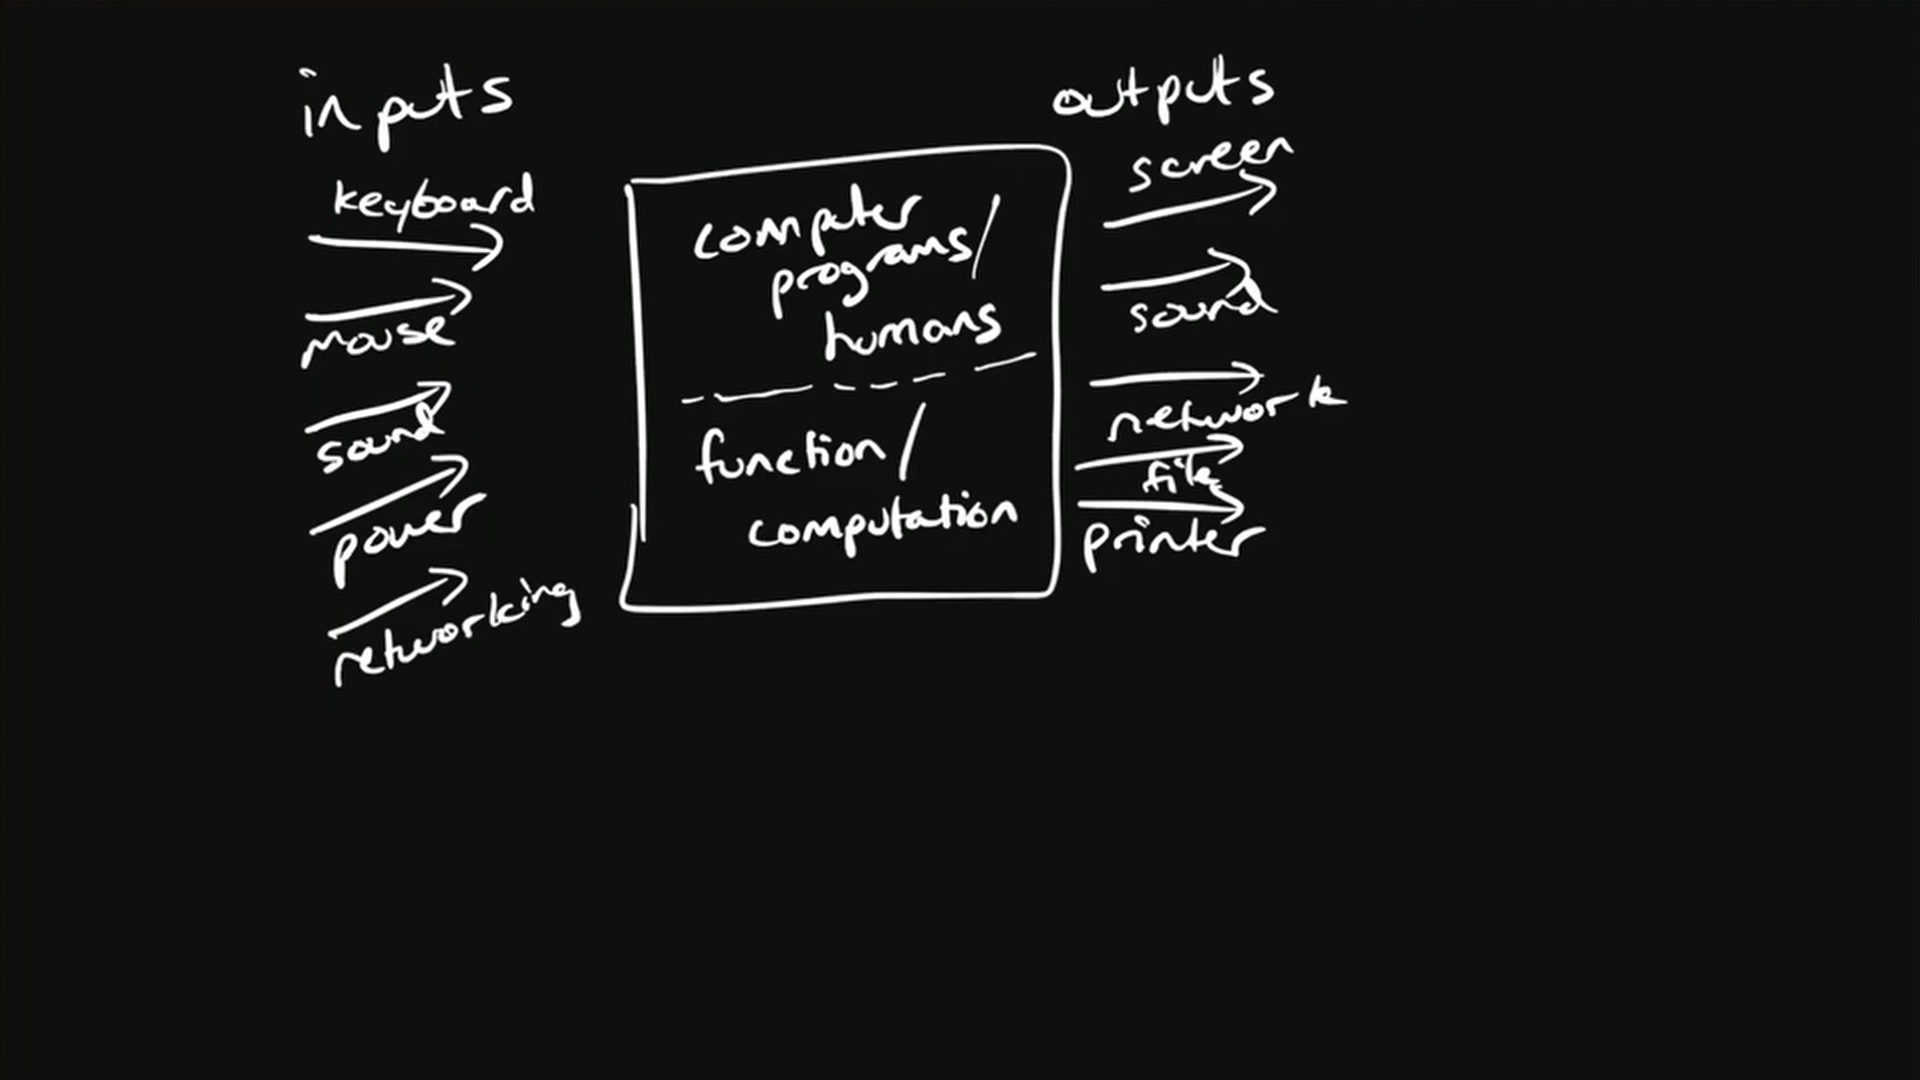 inputs
keyboard
mouse
sound
power
networking
computer
programs/
humans
function/
computation
outputs
screen
sound
network
file
printer